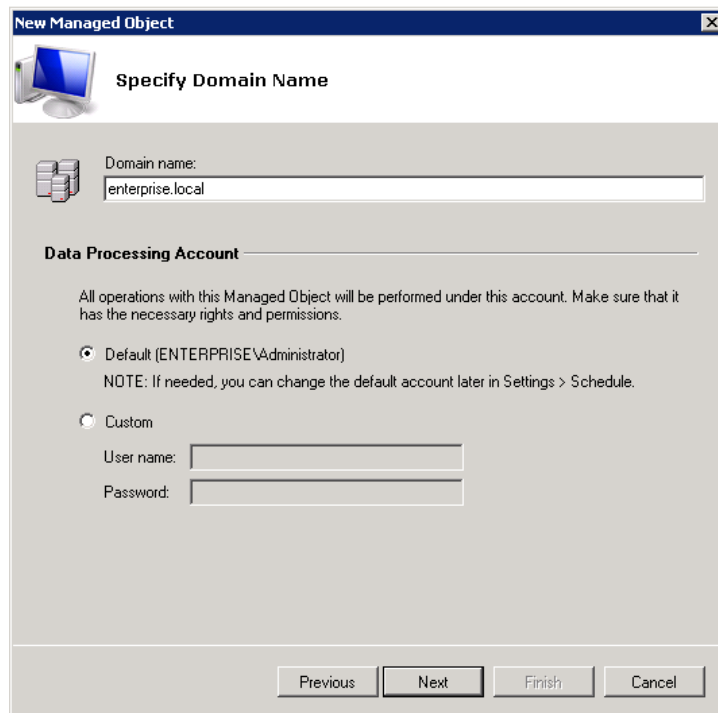 New Managed Object
Specify Domain Name
Domain name:
enterprise.local
Data Processing Account
All operations with this Managed Object will be performed under this account. Make sure that it
has the necessary rights and permissions.
Default (ENTERPRISE\Administrator)
NOTE: If needed, you can change the default account later in Settings > Schedule.
Custom
User name:
Password:
Previous Next Finish Cancel